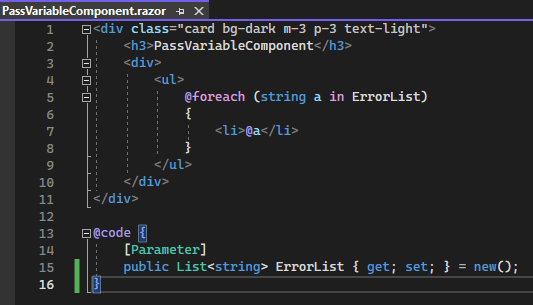 PassVariableComponent.razor
1 <div class="card bg-dark m-3 p-3 text-light">
2     <h3>PassVariableComponent</h3>
3     <div>
4         <ul>
5             @foreach (string a in ErrorList)
6             {
7                 <li>@a</li>
8             }
9         </ul>
10     </div>
11 </div>
12
13 @code {
14     [Parameter]
15     public List<string> ErrorList { get; set; } = new();
16 }